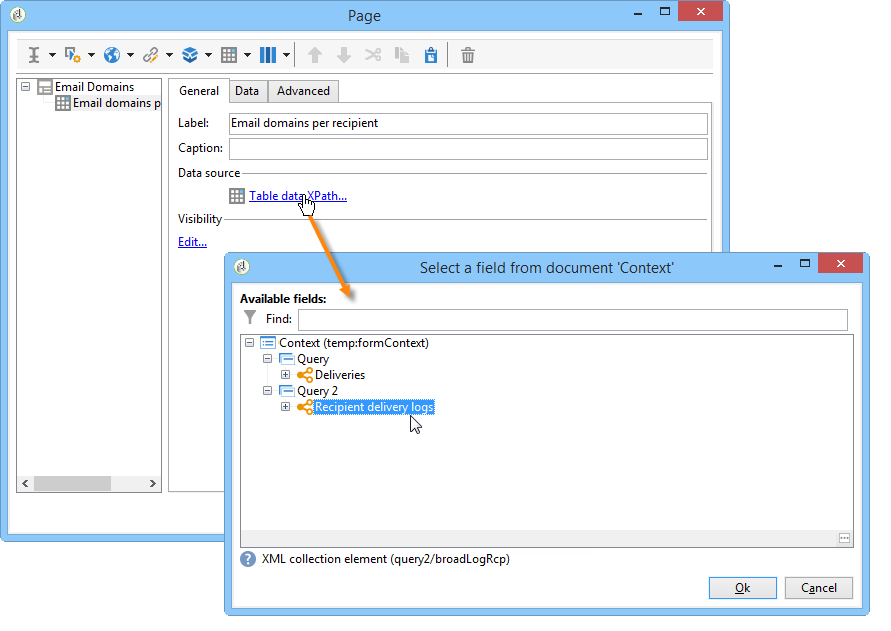 Page
Email Domains
Email domains p
General
Data
Advanced
Label:
Email domains per recipient
Caption:
Data source
Table data XPath...
Visibility
Edit...
Select a field from document 'Context'
Available fields:
Find:
Context (temp:formContext)
Query
Deliveries
Query 2
Recipient delivery logs
XML collection element (query2/broadLogRcp)
Ok
Cancel